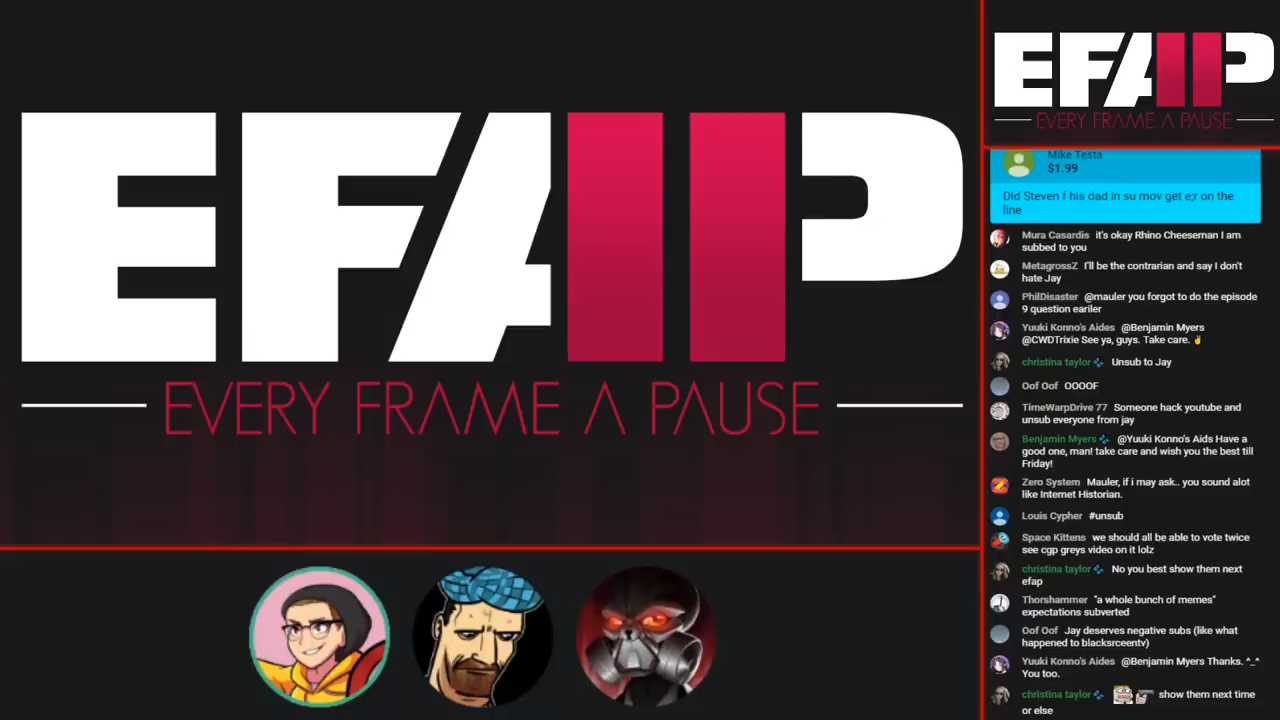 EFAP
EVERY FRAME A PAUSE
EFAP
EVERY FRAME A PAUSE
Mike Testa
$1.99
Did Steven f his dad in su mov get e;r on the
line
Mura Casardis it's okay Rhino Cheeseman I am
subbed to you
MetagrossZ I'll be the contrarian and say I don't
hate Jay
PhilDisaster @mauler you forgot to do the episode
9 question eariler
Yuuki Konno's Aides @Benjamin Myers
@CWDTrixie See ya, guys. Take care. ✌
christina taylor Unsub to Jay
Oof Oof OOOOF
TimeWarpDrive 77 Someone hack youtube and
unsub everyone from jay
Benjamin Myers @Yuuki Konno's Aids Have a
good one, man! take care and wish you the best till
Friday!
Zero System Mauler, if i may ask.. you sound alot
like Internet Historian.
Louis Cypher #unsub
Space Kittens we should all be able to vote twice
see cgp greys video on it lolz
christina taylor No you best show them next
efap
Thorshammer "a whole bunch of memes"
expectations subverted
Oof Oof Jay deserves negative subs (like what
happened to blacksrceentv)
Yuuki Konno's Aides @Benjamin Myers Thanks. ^_^
You too.
christina taylor show them next time
or else